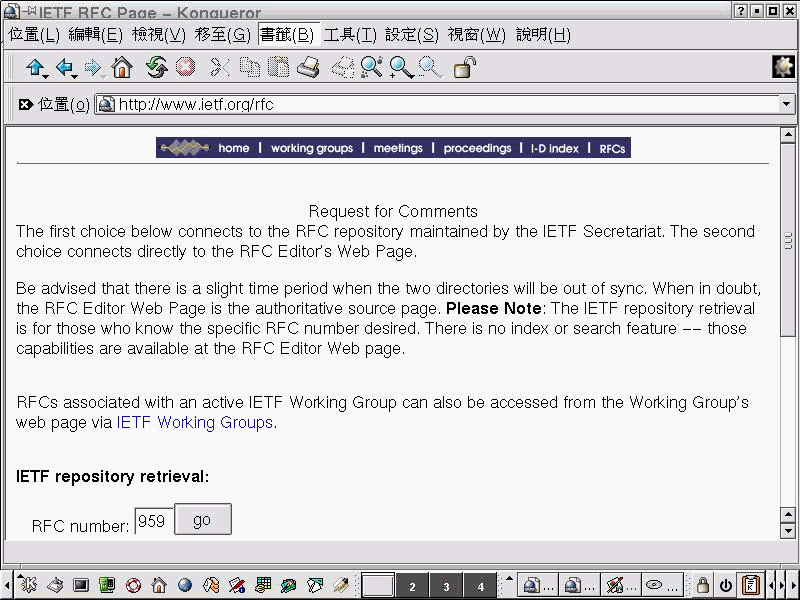 IETF RFC Page - Konqueror
位置(L) 編輯(E) 檢視(V) 移至(G) 書籤(B) 工具(T) 設定(S) 視窗(W) 說明(H)
位置(o) http://www.ietf.org/rfc
home | working groups | meetings | proceedings | I-D index | RFCs
Request for Comments
The first choice below connects to the RFC repository maintained by the IETF Secretariat. The second
choice connects directly to the RFC Editor's Web Page.
Be advised that there is a slight time period when the two directories will be out of sync. When in doubt,
the RFC Editor Web Page is the authoritative source page. Please Note: The IETF repository retrieval
is for those who know the specific RFC number desired. There is no index or search feature -- those
capabilities are available at the RFC Editor Web page.
RFCs associated with an active IETF Working Group can also be accessed from the Working Group's
web page via IETF Working Groups.
IETF repository retrieval:
RFC number: 959 go
2 3 4 ... ... ... ...